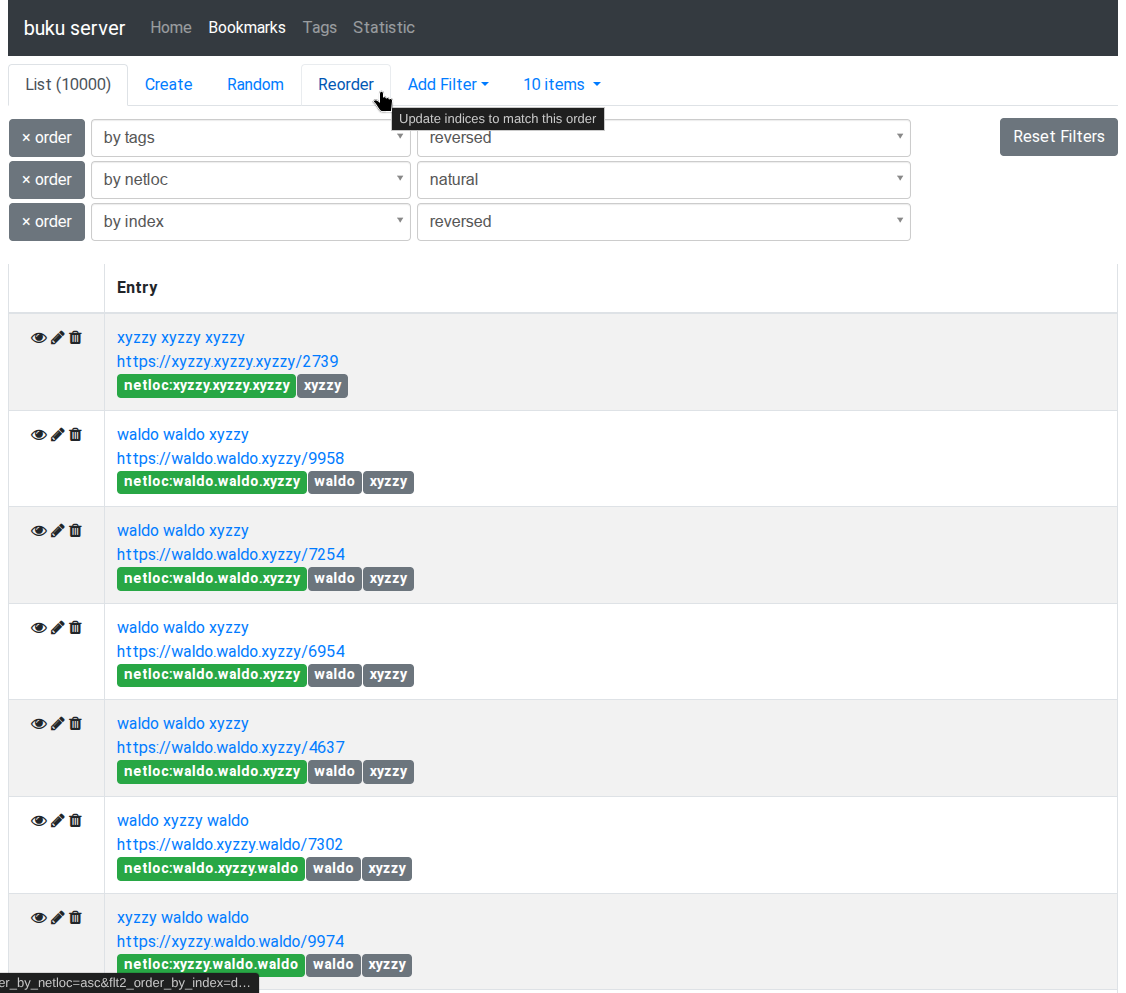 buku server Home Bookmarks Tags Statistic
List (10000) Create Random Reorder Add Filter 10 items
Update indices to match this order
× order by tags reversed Reset Filters
× order by netloc natural
× order by index reversed
Entry
xyzzy xyzzy xyzzy
https://xyzzy.xyzzy.xyzzy/2739
netloc:xyzzy.xyzzy.xyzzy xyzzy
waldo waldo xyzzy
https://waldo.waldo.xyzzy/9958
netloc:waldo.waldo.xyzzy waldo xyzzy
waldo waldo xyzzy
https://waldo.waldo.xyzzy/7254
netloc:waldo.waldo.xyzzy waldo xyzzy
waldo waldo xyzzy
https://waldo.waldo.xyzzy/6954
netloc:waldo.waldo.xyzzy waldo xyzzy
waldo waldo xyzzy
https://waldo.waldo.xyzzy/4637
netloc:waldo.waldo.xyzzy waldo xyzzy
waldo xyzzy waldo
https://waldo.xyzzy.waldo/7302
netloc:waldo.xyzzy.waldo waldo xyzzy
xyzzy waldo waldo
https://xyzzy.waldo.waldo/9974
netloc:xyzzy.waldo.waldo waldo xyzzy
er_by_netloc=asc&flt2_order_by_index=d...